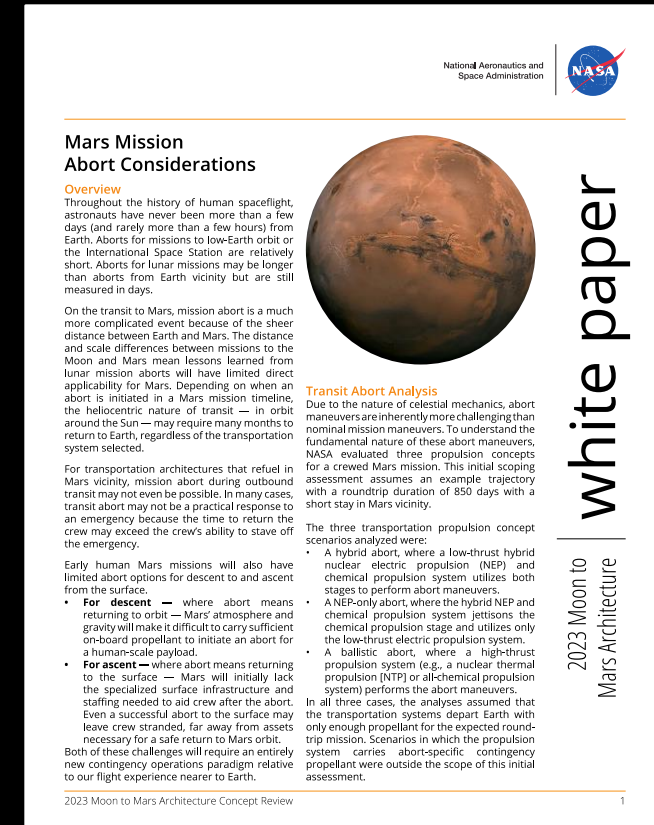 National Aeronautics and
Space Administration
NASA
Mars Mission
Abort Considerations
Overview
Throughout the history of human spaceflight,
astronauts have never been more than a few
days (and rarely more than a few hours) from
Earth. Aborts for missions to low-Earth orbit or
the International Space Station are relatively
short. Aborts for lunar missions may be longer
than aborts from Earth vicinity but are still
measured in days.
On the transit to Mars, mission abort is a much
more complicated event because of the sheer
distance between Earth and Mars. The distance
and scale differences between missions to the
Moon and Mars mean lessons learned from
lunar mission aborts will have limited direct
applicability for Mars. Depending on when an
abort is initiated in a Mars mission timeline,
the heliocentric nature of transit — in orbit
around the Sun — may require many months to
return to Earth, regardless of the transportation
system selected.
For transportation architectures that refuel in
Mars vicinity, mission abort during outbound
transit may not even be possible. In many cases,
transit abort may not be a practical response to
an emergency because the time to return the
crew may exceed the crew's ability to stave off
the emergency.
Early human Mars missions will also have
limited abort options for descent to and ascent
from the surface.
• For descent — where abort means
returning to orbit — Mars' atmosphere and
gravity will make it difficult to carry sufficient
on-board propellant to initiate an abort for
a human-scale payload.
• For ascent — where abort means returning
to the surface — Mars will initially lack
the specialized surface infrastructure and
staffing needed to aid crew after the abort.
Even a successful abort to the surface may
leave crew stranded, far away from assets
necessary for a safe return to Mars orbit.
Both of these challenges will require an entirely
new contingency operations paradigm relative
to our flight experience nearer to Earth.
Transit Abort Analysis
Due to the nature of celestial mechanics, abort
maneuvers are inherently more challenging than
nominal mission maneuvers. To understand the
fundamental nature of these abort maneuvers,
NASA evaluated three propulsion concepts
for a crewed Mars mission. This initial scoping
assessment assumes an example trajectory
with a roundtrip duration of 850 days with a
short stay in Mars vicinity.
The three transportation propulsion concept
scenarios analyzed were:
• A hybrid abort, where a low-thrust hybrid
nuclear electric propulsion (NEP) and
chemical propulsion system utilizes both
stages to perform abort maneuvers.
• A NEP-only abort, where the hybrid NEP and
chemical propulsion system jettisons the
chemical propulsion stage and utilizes only
the low-thrust electric propulsion system.
• A ballistic abort, where a high-thrust
propulsion system (e.g., a nuclear thermal
propulsion [NTP] or all-chemical propulsion
system) performs the abort maneuvers.
In all three cases, the analyses assumed that
the transportation systems depart Earth with
only enough propellant for the expected round-
trip mission. Scenarios in which the propulsion
system carries abort-specific contingency
propellant were outside the scope of this initial
assessment.
white paper
2023 Moon to
Mars Architecture
2023 Moon to Mars Architecture Concept Review
1